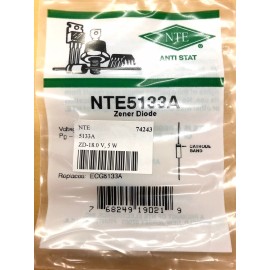 NTE
ANTI STAT
NTE5133A
Zener Diode
NTE 74243
5133A
ZD-18.0 V, 5 W
CATHODE
BAND
Replaces: ECG5133A
7 68249 19021 9